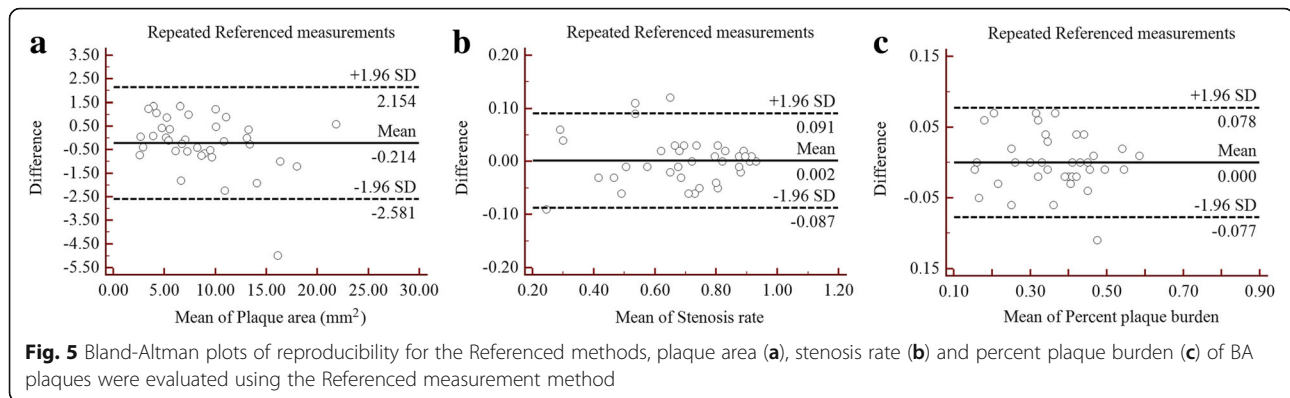 a
Repeated Referenced measurements
3.50
2.50
1.50
0.50
-0.50
-1.50
-2.50
-3.50
-4.50
-5.50
Difference
+1.96 SD
2.154
Mean
-0.214
-1.96 SD
-2.581
0.00 5.00 10.00 15.00 20.00 25.00 30.00
Mean of Plaque area (mm²)
b
Repeated Referenced measurements
0.20
0.10
0.00
-0.10
-0.20
Difference
+1.96 SD
0.091
Mean
0.002
-1.96 SD
-0.087
0.20 0.40 0.60 0.80 1.00 1.20
Mean of Stenosis rate
c
Repeated Referenced measurements
0.15
0.05
-0.05
0.15
Difference
+1.96 SD
0.078
Mean
0.000
-1.96 SD
-0.077
0.10 0.30 0.50 0.70 0.90
Mean of Percent plaque burden
Fig. 5 Bland-Altman plots of reproducibility for the Referenced methods, plaque area (a), stenosis rate (b) and percent plaque burden (c) of BA
plaques were evaluated using the Referenced measurement method